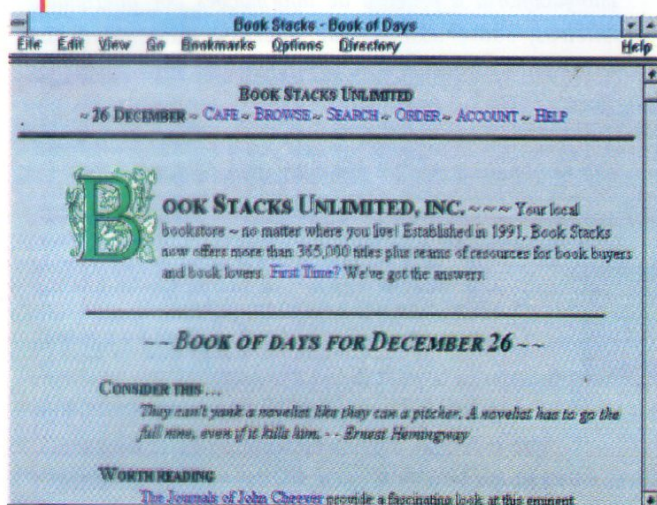 Book Stacks - Book of Days
File Edit View Go Bookmarks Options Directory Help
BOOK STACKS UNLIMITED
~ 26 DECEMBER ~ CAFE ~ BROWSE ~ SEARCH ~ ORDER ~ ACCOUNT ~ HELP
BOOK STACKS UNLIMITED, INC. ~ ~ ~ Your local
bookstore ~ no matter where you live! Established in 1991, Book Stacks
now offers more than 365,000 titles plus reams of resources for book buyers
and book lovers. First Time? We've got the answers.
~ ~ BOOK OF DAYS FOR DECEMBER 26 ~ ~
CONSIDER THIS ...
They can't yank a novelist like they can a pitcher. A novelist has to go the
full nine, even if it kills him. - - Ernest Hemingway
WORTH READING
The Journals of John Cheever provide a fascinating look at this eminent